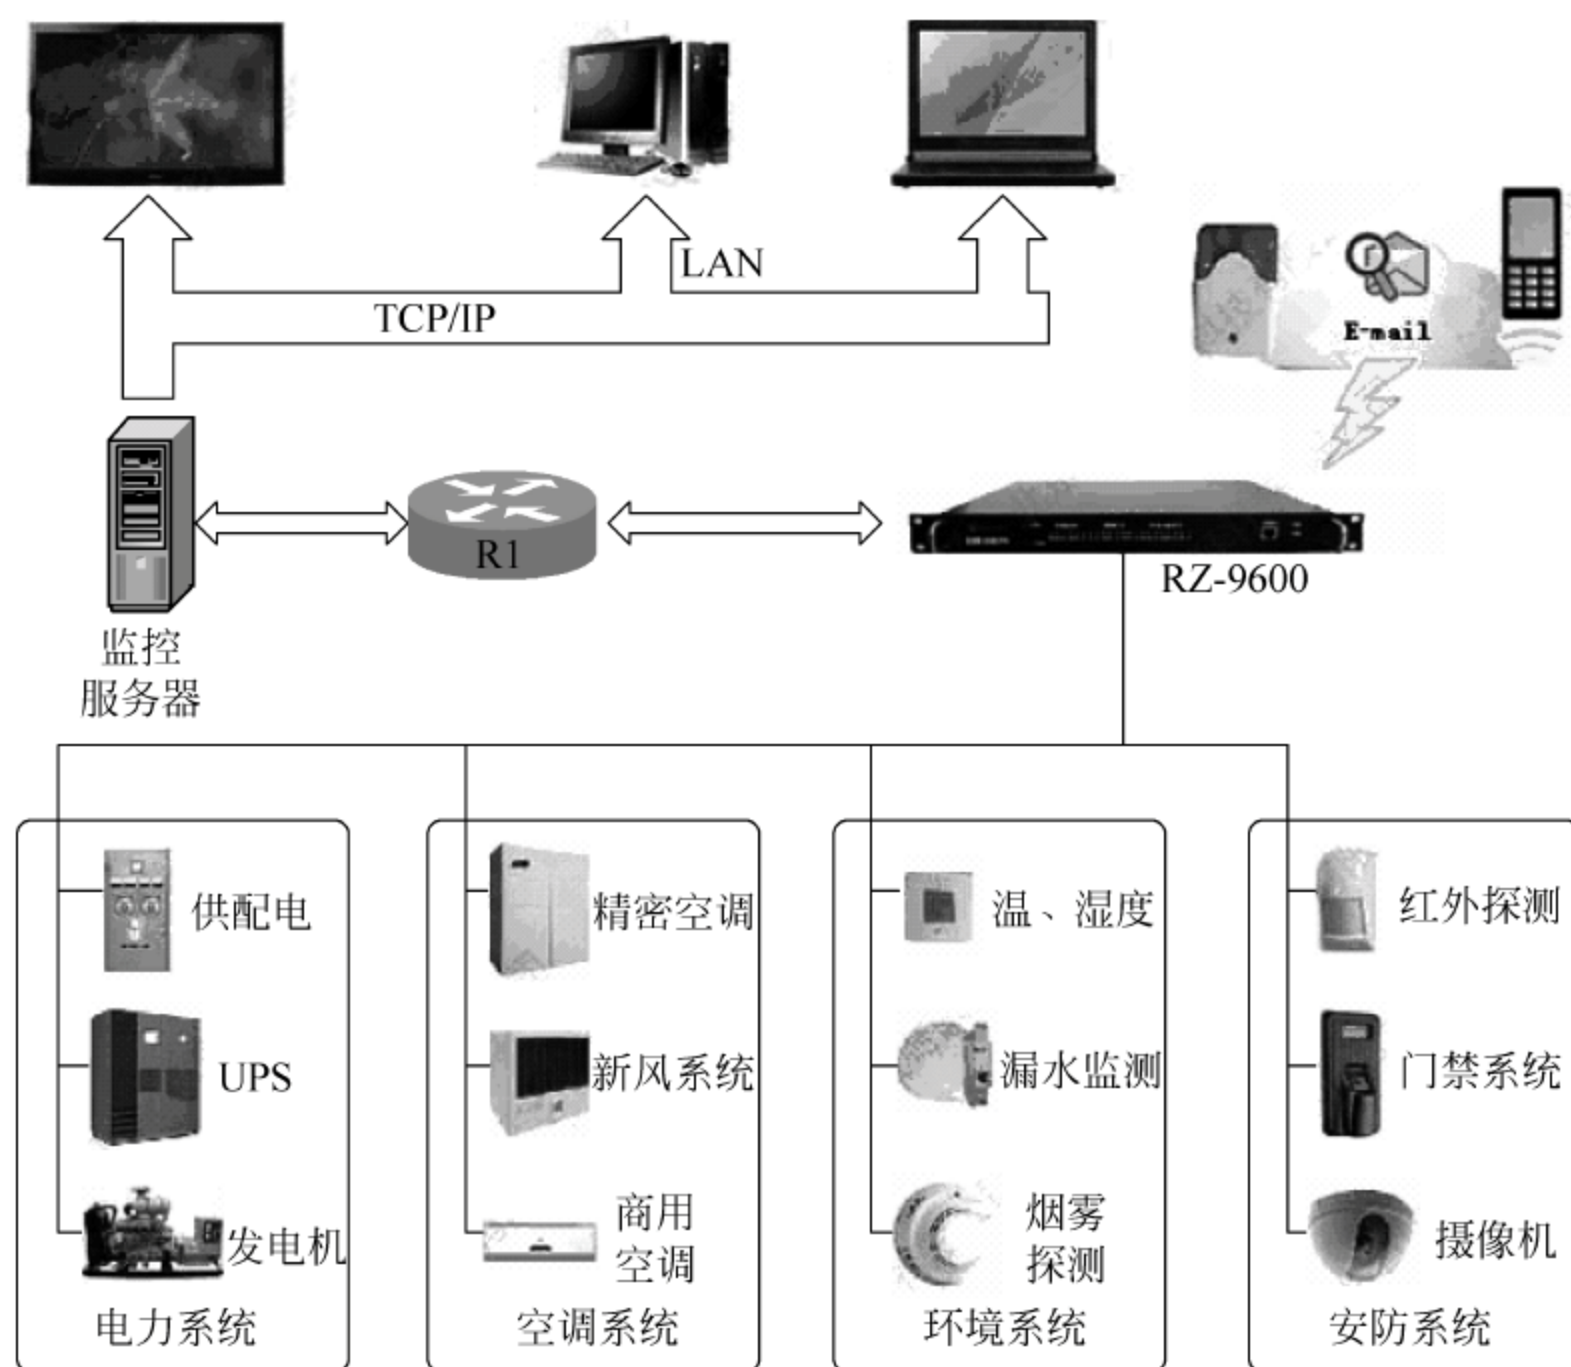 LAN
TCP/IP
E-mail
R1
RZ-9600
监控
服务器
供配电
UPS
发电机
电力系统
精密空调
新风系统
商用
空调
空调系统
温、湿度
漏水监测
烟雾
探测
环境系统
红外探测
门禁系统
摄像机
安防系统